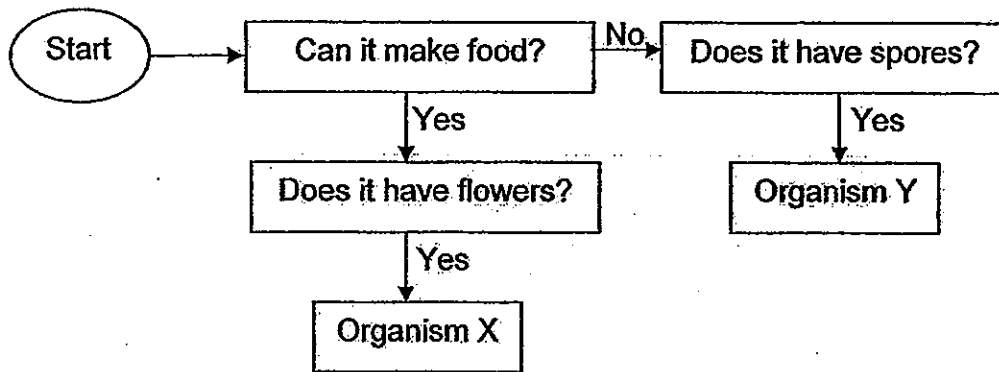 Start
Can it make food?
No
Does it have spores?
Yes
Yes
Does it have flowers?
Organism Y
Yes
Organism X